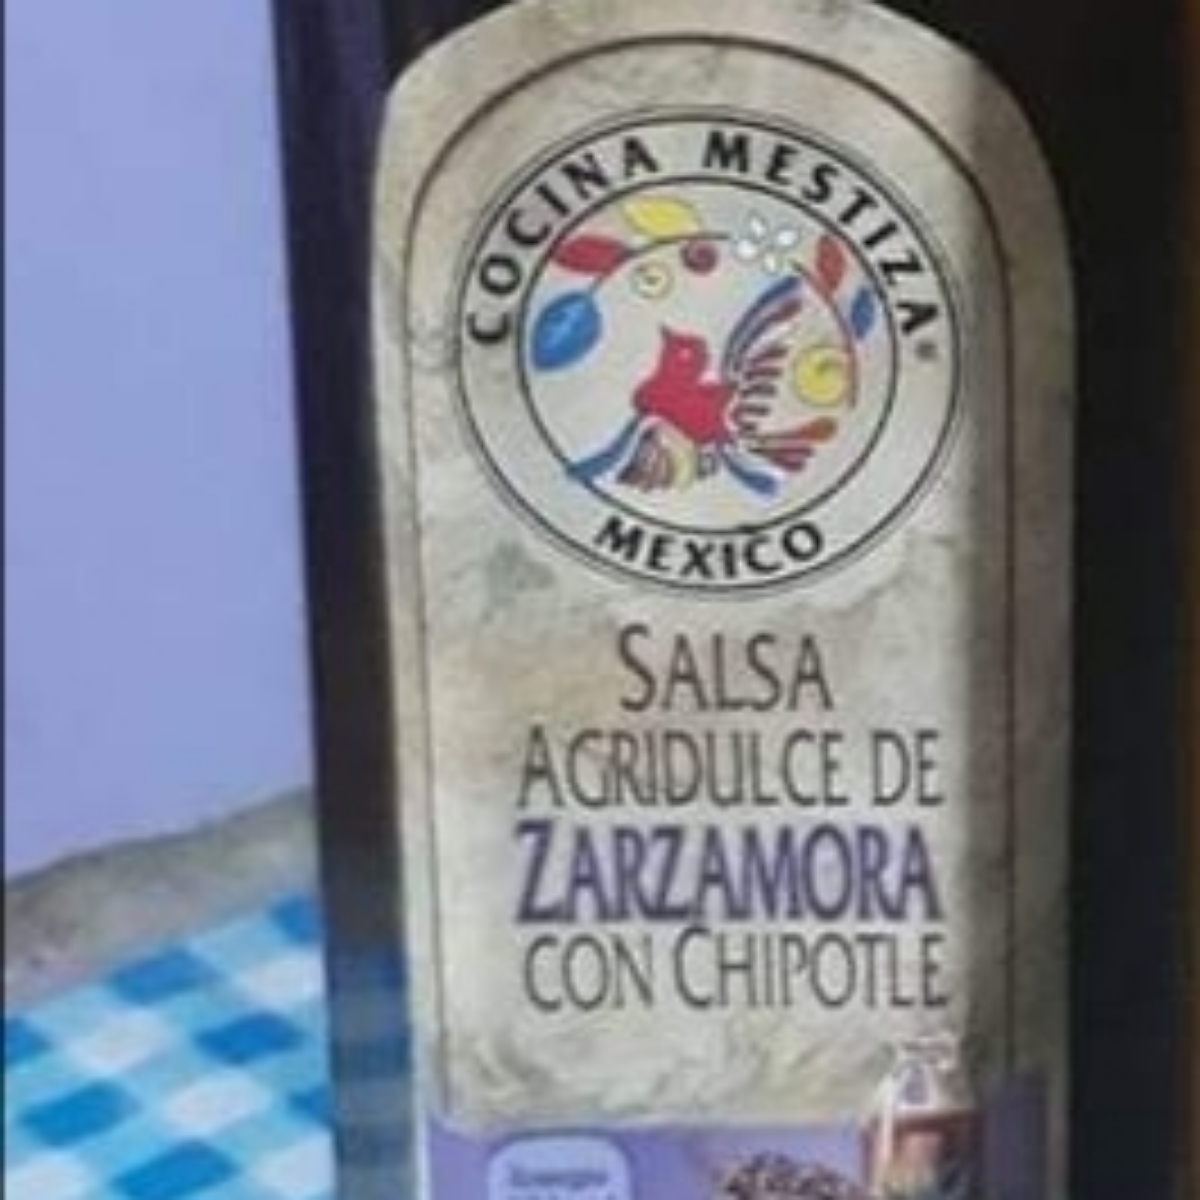 COCINA MESTIZA®
MEXICO
SALSA
AGRIDULCE DE
ZARZAMORA
CON CHIPOTLE